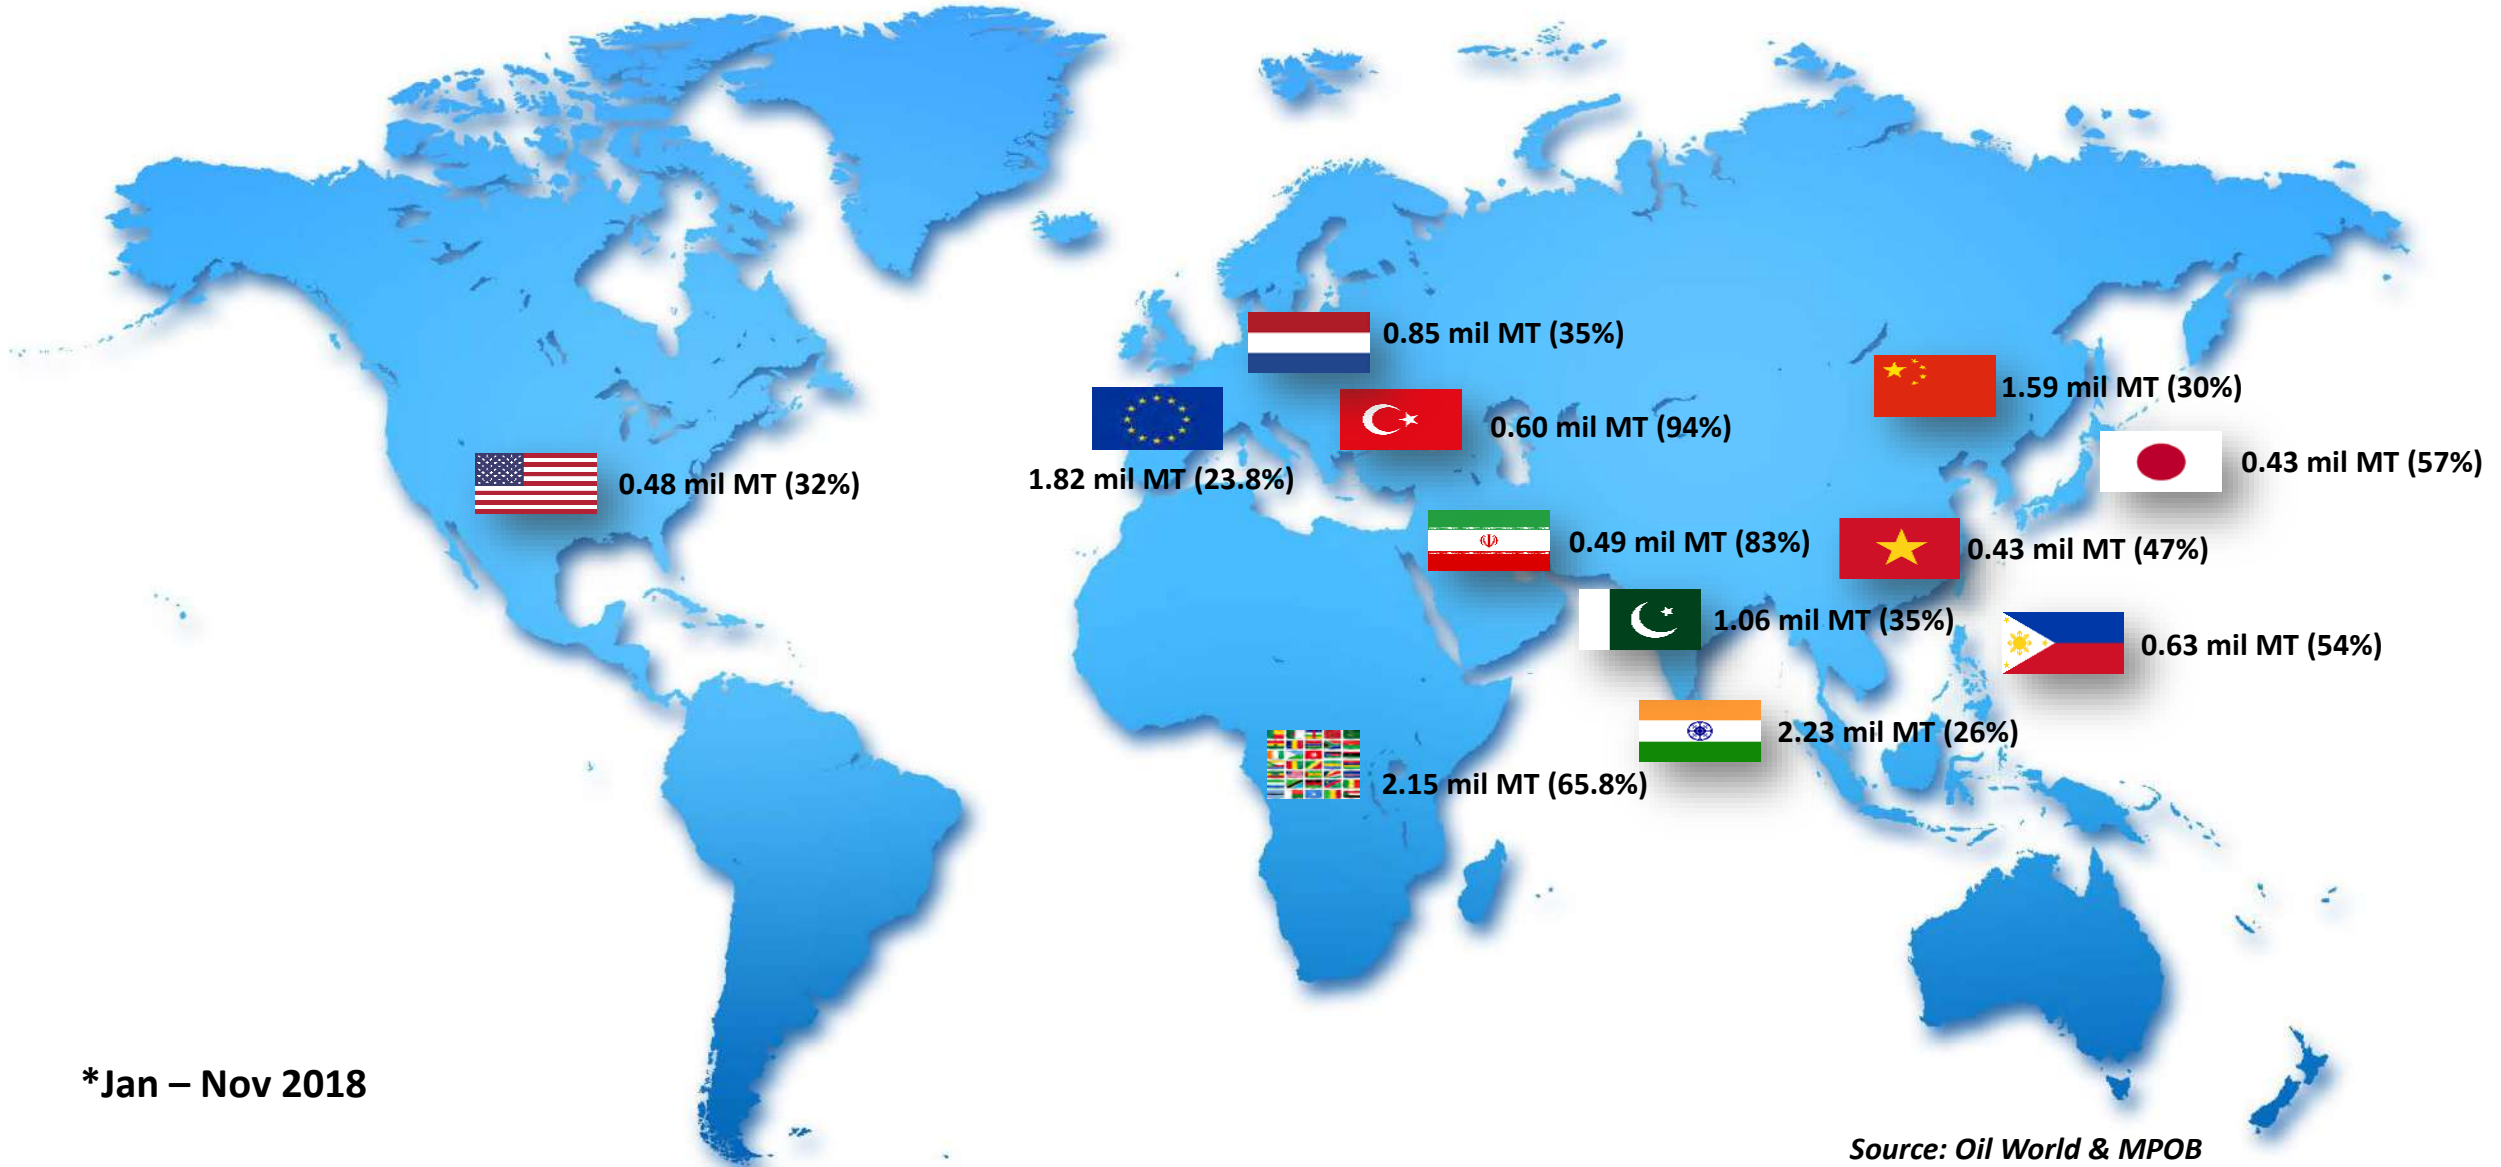 0.85 mil MT (35%)
1.59 mil MT (30%)
0.60 mil MT (94%)
0.43 mil MT (57%)
1.82 mil MT (23.8%)
0.48 mil MT (32%)
0.49 mil MT (83%)
0.43 mil MT (47%)
1.06 mil MT (35%)
0.63 mil MT (54%)
2.23 mil MT (26%)
2.15 mil MT (65.8%)
*Jan – Nov 2018
Source: Oil World & MPOB